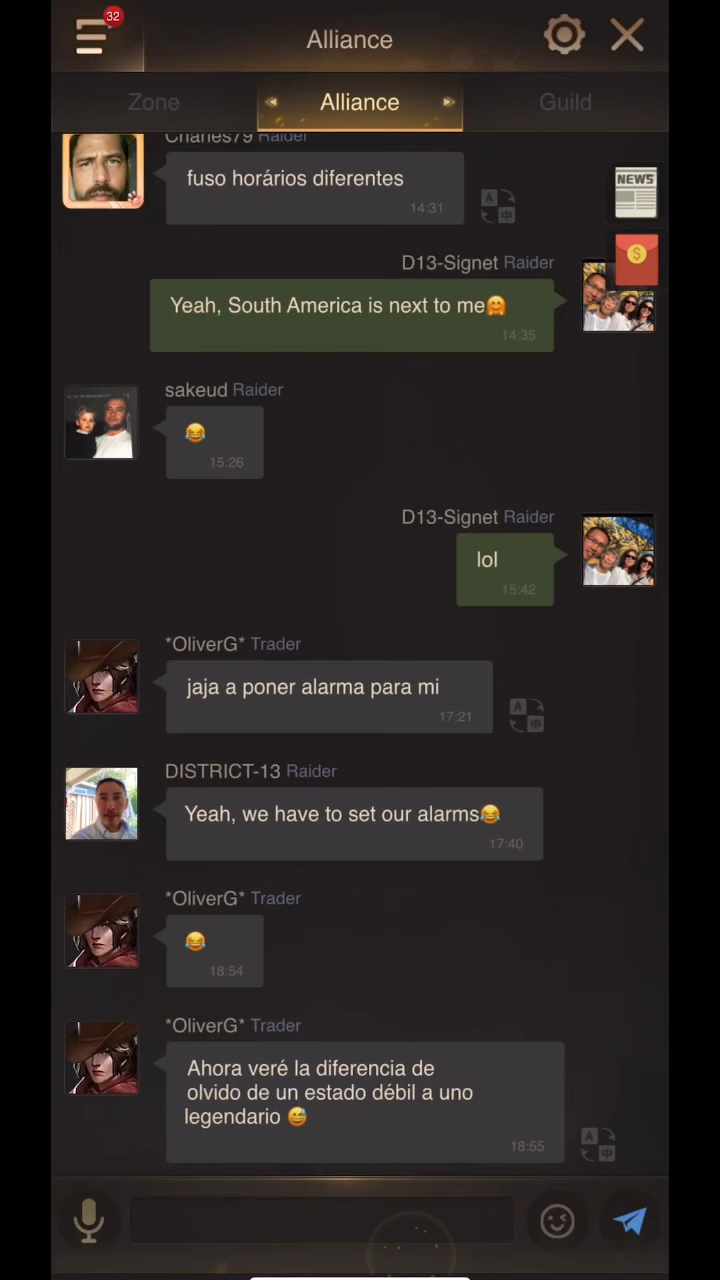 32
Alliance
Zone
Alliance
Guild
Charles79 Raider
fuso horários diferentes
14:31
NEWS
D13-Signet Raider
Yeah, South America is next to me🤗
14:35
sakeud Raider
😂
15:26
D13-Signet Raider
lol
15:42
*OliverG* Trader
jaja a poner alarma para mi
17:21
DISTRICT-13 Raider
Yeah, we have to set our alarms😂
17:40
*OliverG* Trader
😂
18:54
*OliverG* Trader
Ahora veré la diferencia de
olvido de un estado débil a uno
legendario 😅
18:55